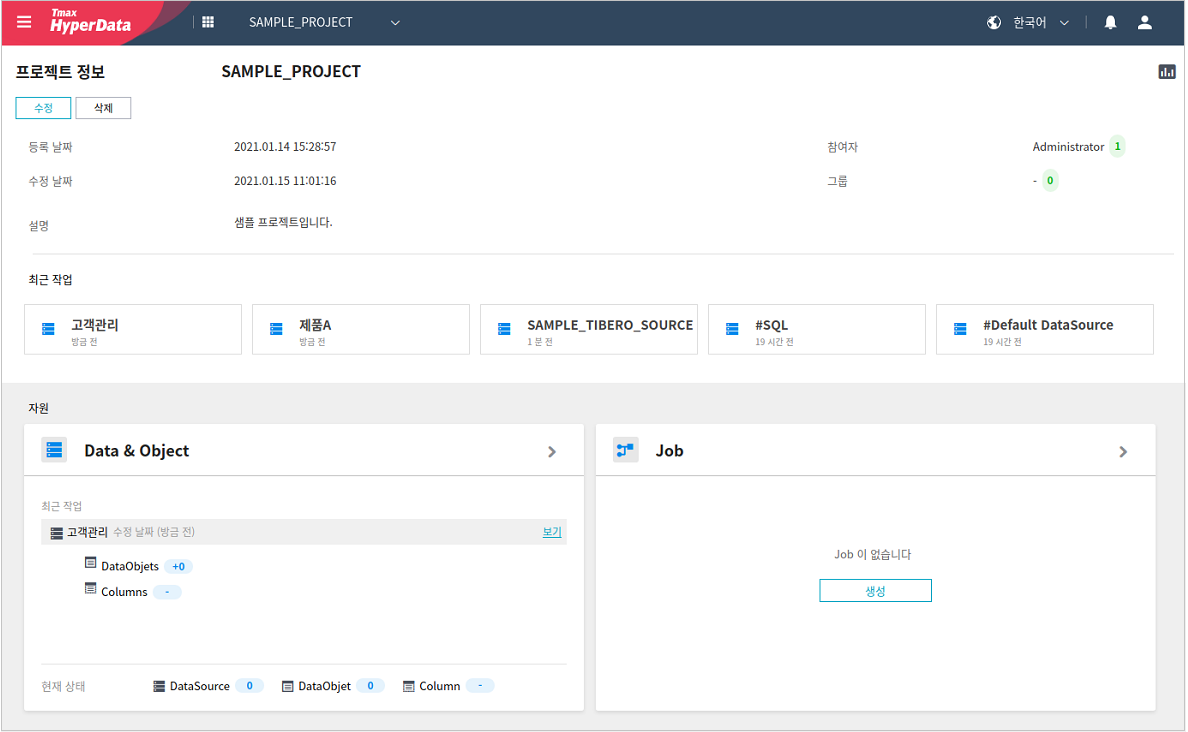 Tmax
HyperData
SAMPLE_PROJECT
한국어
프로젝트 정보
SAMPLE_PROJECT
수정
삭제
등록 날짜
2021.01.14 15:28:57
참여자
Administrator 1
수정 날짜
2021.01.15 11:01:16
그룹
- 0
설명
샘플 프로젝트입니다.
최근 작업
고객관리
방금 전
제품A
방금 전
SAMPLE_TIBERO_SOURCE
1 분 전
#SQL
19 시간 전
#Default DataSource
19 시간 전
자원
Data & Object
최근 작업
고객관리 수정 날짜 (방금 전)
보기
DataObjets +0
Columns -
현재 상태
DataSource 0
DataObjet 0
Column -
Job
Job 이 없습니다
생성